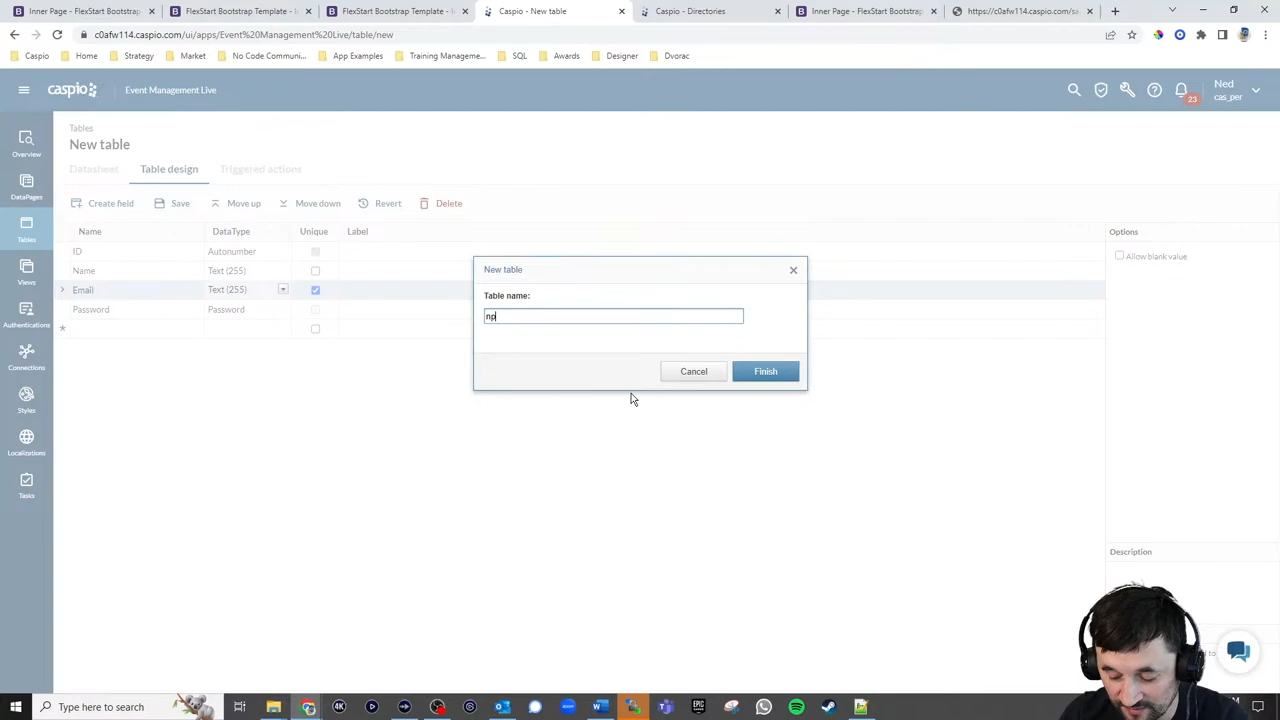 Inner Page - FlexStart Bootstrap
FlexStart Bootstrap Template - I
FlexStart Bootstrap Template - I
Caspio - New table
Caspio - Directories
Inner Page - FlexStart Bootstrap
https://c0afw114.caspio.com/sa
c0afw114.caspio.com/ui/apps/Event%20Management%20Live/table/new
Caspio
Home
Strategy
Market
No Code Communi...
App Examples
Training Manageme...
SQL
Awards
Designer
Dvorac
caspio
Event Management Live
23
Ned
cas_per
Tables
New table
Datasheet
Table design
Triggered actions
Create field
Save
Move up
Move down
Revert
Delete
Name
DataType
Unique
Label
ID
Autonumber
Name
Text (255)
Email
Text (255)
Password
Password
Options
Allow blank value
Description
New table
Table name:
np
Cancel
Finish
Overview
DataPages
Tables
Views
Authentications
Connections
Styles
Localizations
Tasks
Type here to search
4K
EPIC